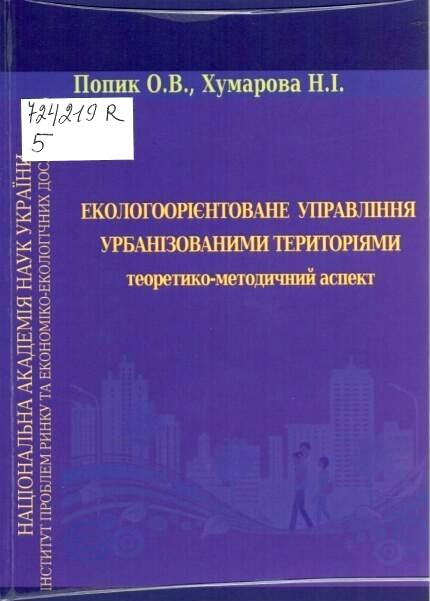 Попик О.В., Хумарова Н.І.
724219 R
5
ЕКОЛОГООРІЄНТОВАНЕ УПРАВЛІННЯ
УРБАНІЗОВАНИМИ ТЕРИТОРІЯМИ
теоретико-методичний аспект
НАЦІОНАЛЬНА АКАДЕМІЯ НАУК УКРАЇНИ
ІНСТИТУТ ПРОБЛЕМ РИНКУ ТА ЕКОНОМІКО-ЕКОЛОГІЧНИХ